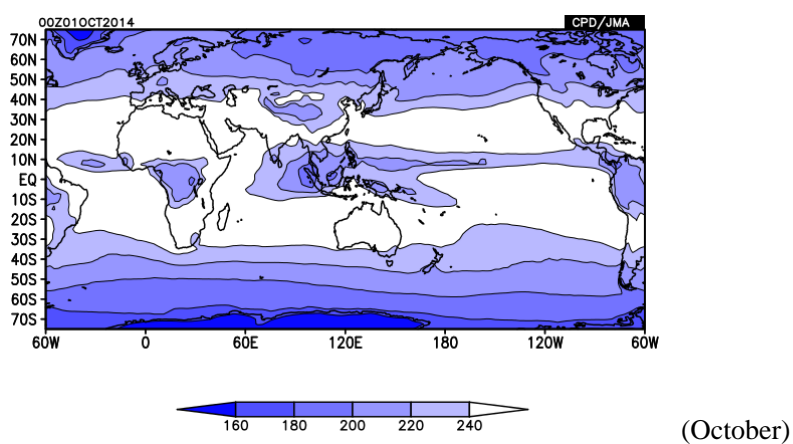 00Z01OCT2014 CPD/JMA
70N
60N
50N
40N
30N
20N
10N
EQ
10S
20S
30S
40S
50S
60S
70S
60W 0 60E 120E 180 120W 60W
160 180 200 220 240
(October)